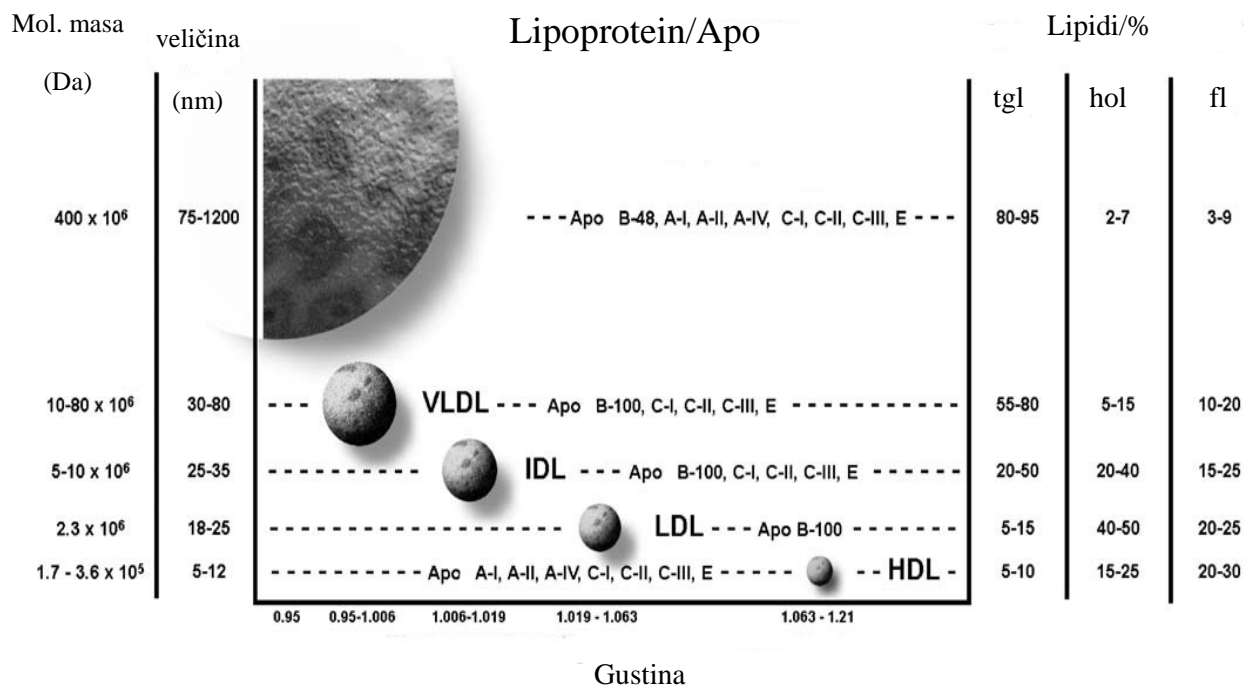 Mol. masa
(Da)
veličina
(nm)
Lipoprotein/Apo
Lipidi/%
tgl hol fl
400 x 10⁶ 75-1200 Apo B-48, A-I, A-II, A-IV, C-I, C-II, C-III, E 80-95 2-7 3-9
10-80 x 10⁶ 30-80 VLDL Apo B-100, C-I, C-II, C-III, E 55-80 5-15 10-20
5-10 x 10⁶ 25-35 IDL Apo B-100, C-I, C-II, C-III, E 20-50 20-40 15-25
2.3 x 10⁶ 18-25 LDL Apo B-100 5-15 40-50 20-25
1.7 - 3.6 x 10⁵ 5-12 Apo A-I, A-II, A-IV, C-I, C-II, C-III, E HDL 5-10 15-25 20-30
0.95 0.95-1.006 1.006-1.019 1.019 - 1.063 1.063 - 1.21
Gustina